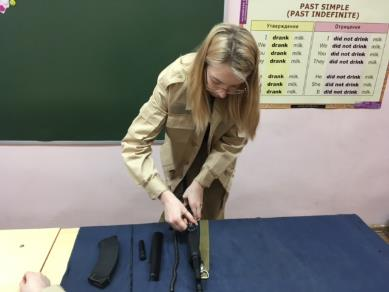 PAST SIMPLE
(PAST INDEFINITE)
Утверждение Отрицание
I drank milk. I did not drink milk.
We drank milk. We did not drink milk.
You drank milk. You did not drink milk.
They drank milk. They did not drink milk.
drank milk. He did not drink milk.
drank milk. She did not drink milk.
drank milk. It did not drink milk.